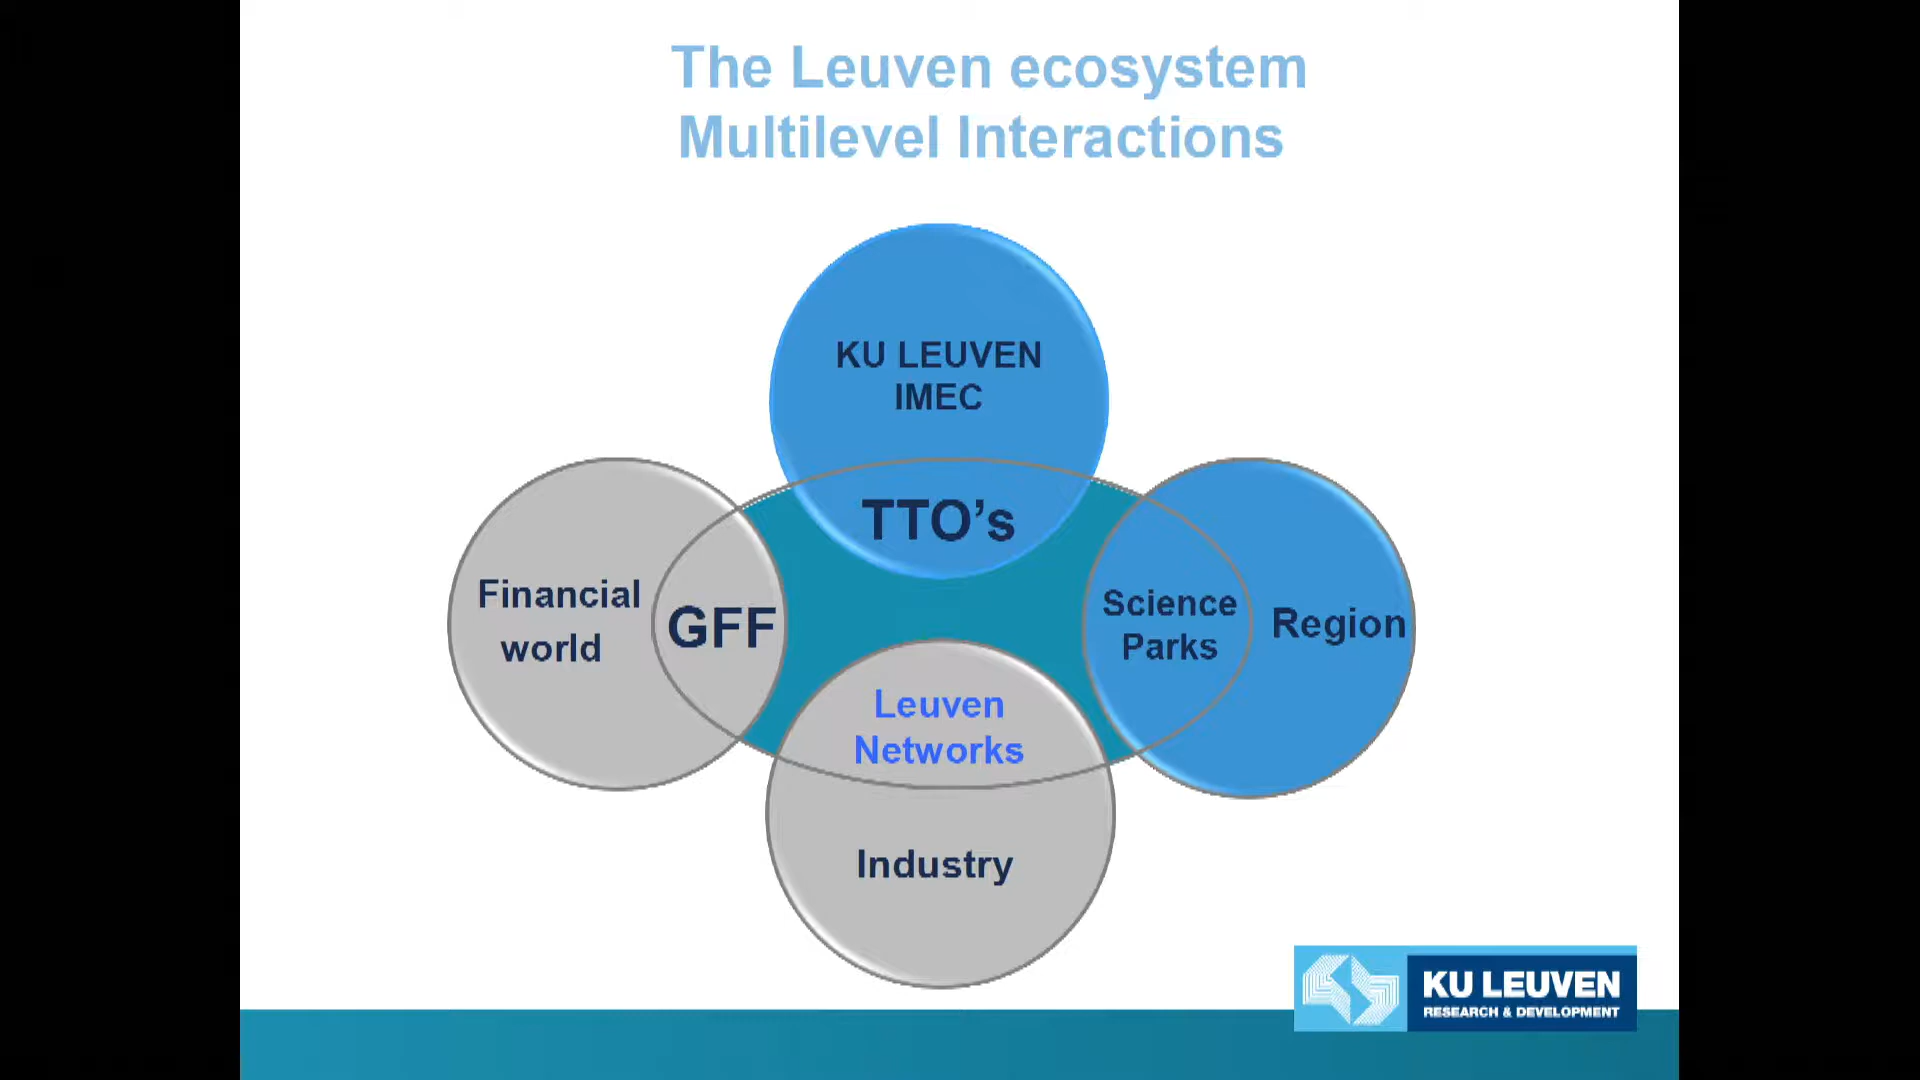 The Leuven ecosystem
Multilevel Interactions
KU LEUVEN
IMEC
TTO's
Financial
world
GFF
Science
Parks
Region
Leuven
Networks
Industry
KU LEUVEN
RESEARCH & DEVELOPMENT